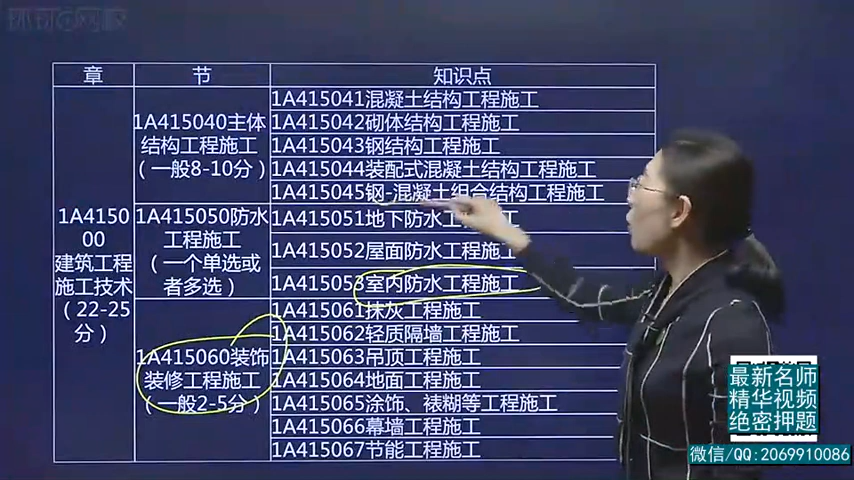 环球网校
章 节 知识点
1A415000
建筑工程施工技术
（22-25分）
1A415040主体
结构工程施工
（一般8-10分）
1A415041混凝土结构工程施工
1A415042砌体结构工程施工
1A415043钢结构工程施工
1A415044装配式混凝土结构工程施工
1A415045钢-混凝土组合结构工程施工
1A415050防水
工程施工
（一个单选或
者多选）
1A415051地下防水工程施工
1A415052屋面防水工程施工
1A415053室内防水工程施工
1A415060装饰
装修工程施工
（一般2-5分）
1A415061抹灰工程施工
1A415062轻质隔墙工程施工
1A415063吊顶工程施工
1A415064地面工程施工
1A415065涂饰、裱糊等工程施工
1A415066幕墙工程施工
1A415067节能工程施工
最新名师
精华视频
绝密押题
微信/QQ:2069910086